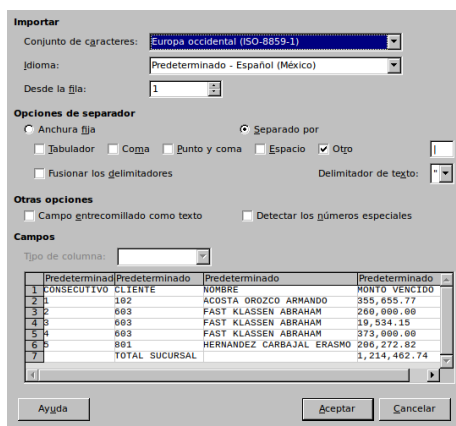 Importar
Conjunto de caracteres: Europa occidental (ISO-8859-1)
Idioma: Predeterminado - Español (México)
Desde la fila: 1
Opciones de separador
Anchura fija Separado por
Tabulador Coma Punto y coma Espacio Otro |
Fusionar los delimitadores Delimitador de texto: "
Otras opciones
Campo entrecomillado como texto Detectar los números especiales
Campos
Tipo de columna:
Predeterminad Predeterminado Predeterminado Predeterminado
1 CONSECUTIVO CLIENTE NOMBRE MONTO VENCIDO
2 1 102 ACOSTA OROZCO ARMANDO 355,655.77
3 2 603 FAST KLASSEN ABRAHAM 260,000.00
4 3 603 FAST KLASSEN ABRAHAM 19,534.15
5 4 603 FAST KLASSEN ABRAHAM 373,000.00
6 5 801 HERNANDEZ CARBAJAL ERASMO 206,272.82
7 TOTAL SUCURSAL 1,214,462.74
Ayuda Aceptar Cancelar